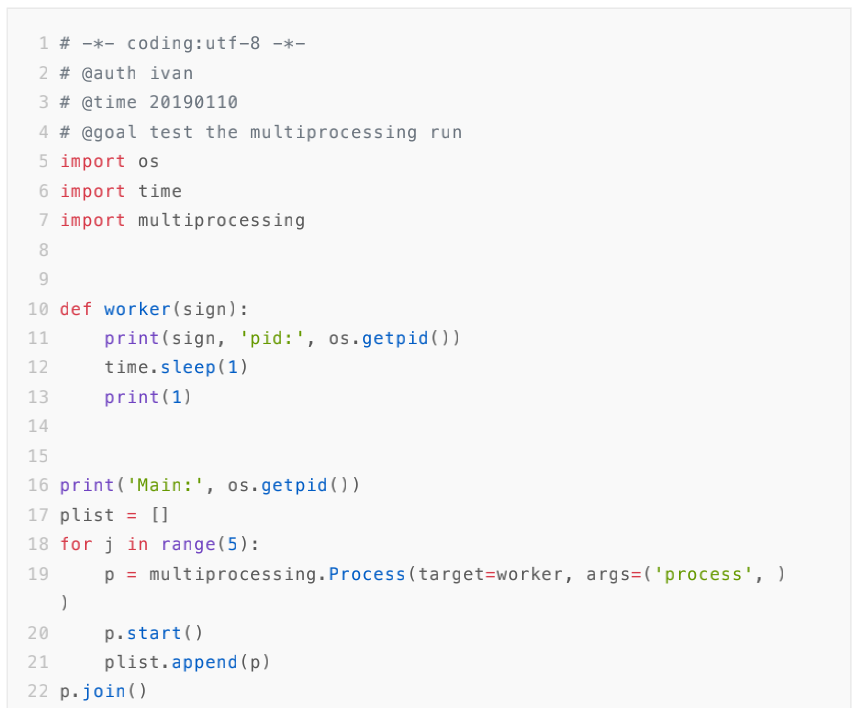 1 # -*- coding:utf-8 -*-
2 # @auth ivan
3 # @time 20190110
4 # @goal test the multiprocessing run
5 import os
6 import time
7 import multiprocessing
8
9
10 def worker(sign):
11     print(sign, 'pid:', os.getpid())
12     time.sleep(1)
13     print(1)
14
15
16 print('Main:', os.getpid())
17 plist = []
18 for j in range(5):
19     p = multiprocessing.Process(target=worker, args=('process', )
)
20     p.start()
21     plist.append(p)
22 p.join()